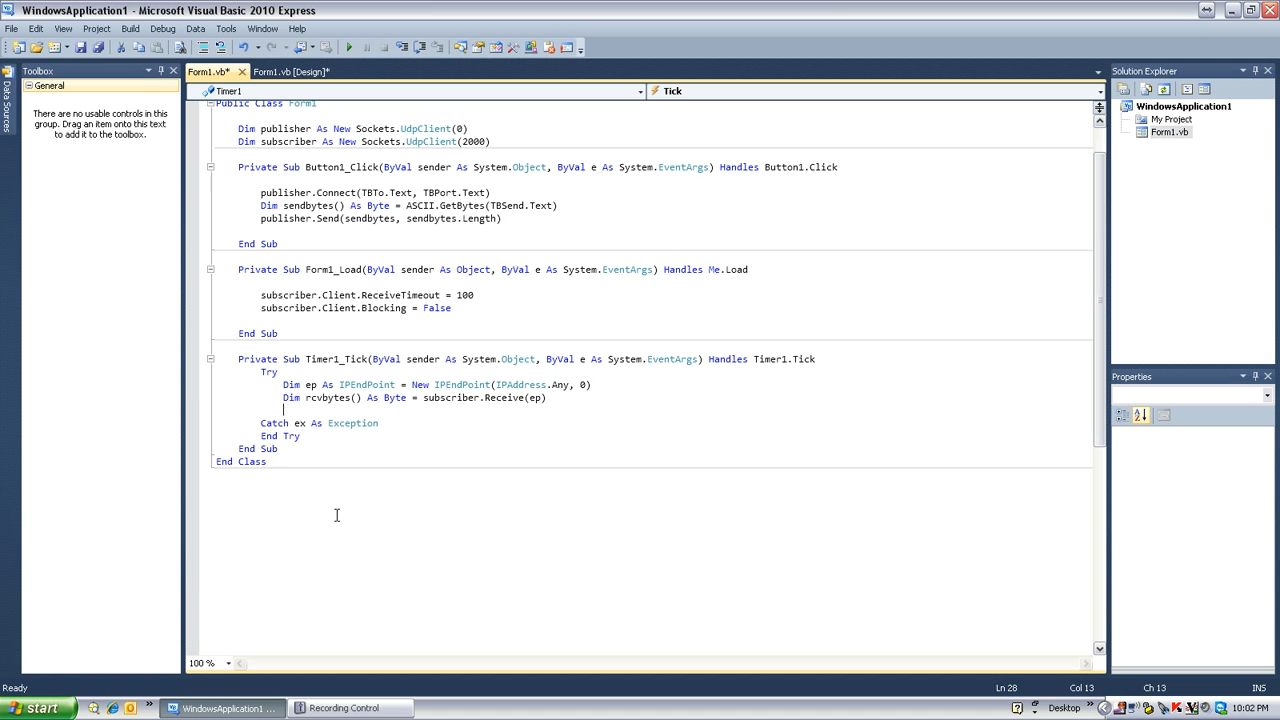 WindowsApplication1 - Microsoft Visual Basic 2010 Express
File Edit View Project Build Debug Data Tools Window Help
Toolbox
Form1.vb* Form1.vb [Design]*
Solution Explorer
General
Timer1 Tick
Data Sources
There are no usable controls in this
group. Drag an item onto this text
to add it to the toolbox.
WindowsApplication1
My Project
Form1.vb
Public Class Form1
Dim publisher As New Sockets.UdpClient(0)
Dim subscriber As New Sockets.UdpClient(2000)
Private Sub Button1_Click(ByVal sender As System.Object, ByVal e As System.EventArgs) Handles Button1.Click
publisher.Connect(TBTo.Text, TBPort.Text)
Dim sendbytes() As Byte = ASCII.GetBytes(TBSend.Text)
publisher.Send(sendbytes, sendbytes.Length)
End Sub
Private Sub Form1_Load(ByVal sender As Object, ByVal e As System.EventArgs) Handles Me.Load
subscriber.Client.ReceiveTimeout = 100
subscriber.Client.Blocking = False
End Sub
Private Sub Timer1_Tick(ByVal sender As System.Object, ByVal e As System.EventArgs) Handles Timer1.Tick
Try
Dim ep As IPEndPoint = New IPEndPoint(IPAddress.Any, 0)
Dim rcvbytes() As Byte = subscriber.Receive(ep)
Catch ex As Exception
End Try
End Sub
End Class
Properties
100 %
Ready Ln 28 Col 13 Ch 13 INS
start WindowsApplication1 ... Recording Control Desktop 10:02 PM